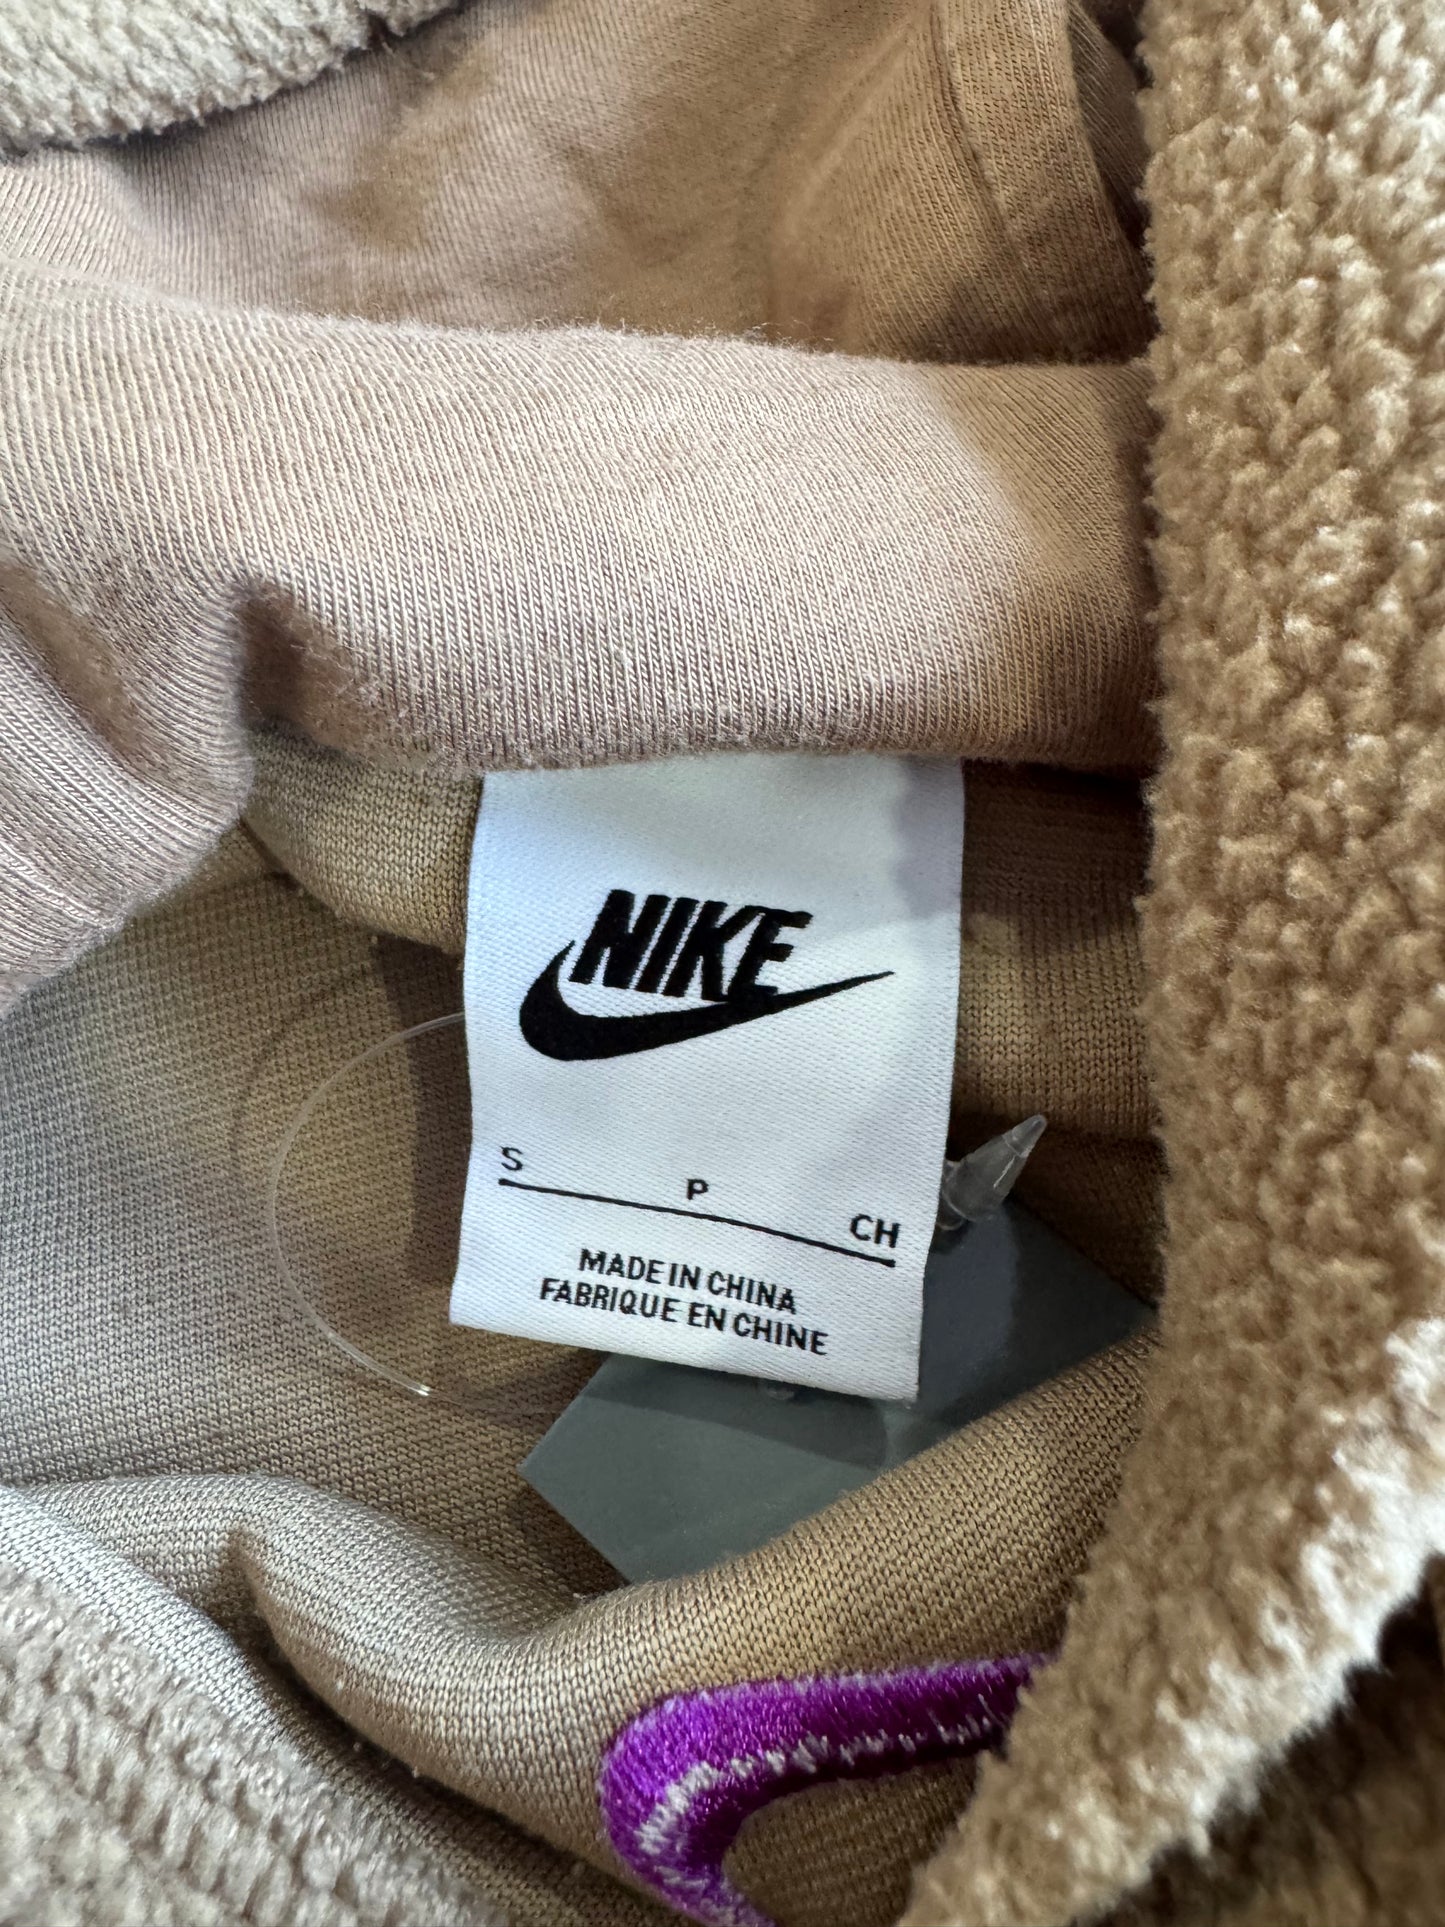 NIKE
S P CH
MADE IN CHINA
FABRIQUE EN CHINE